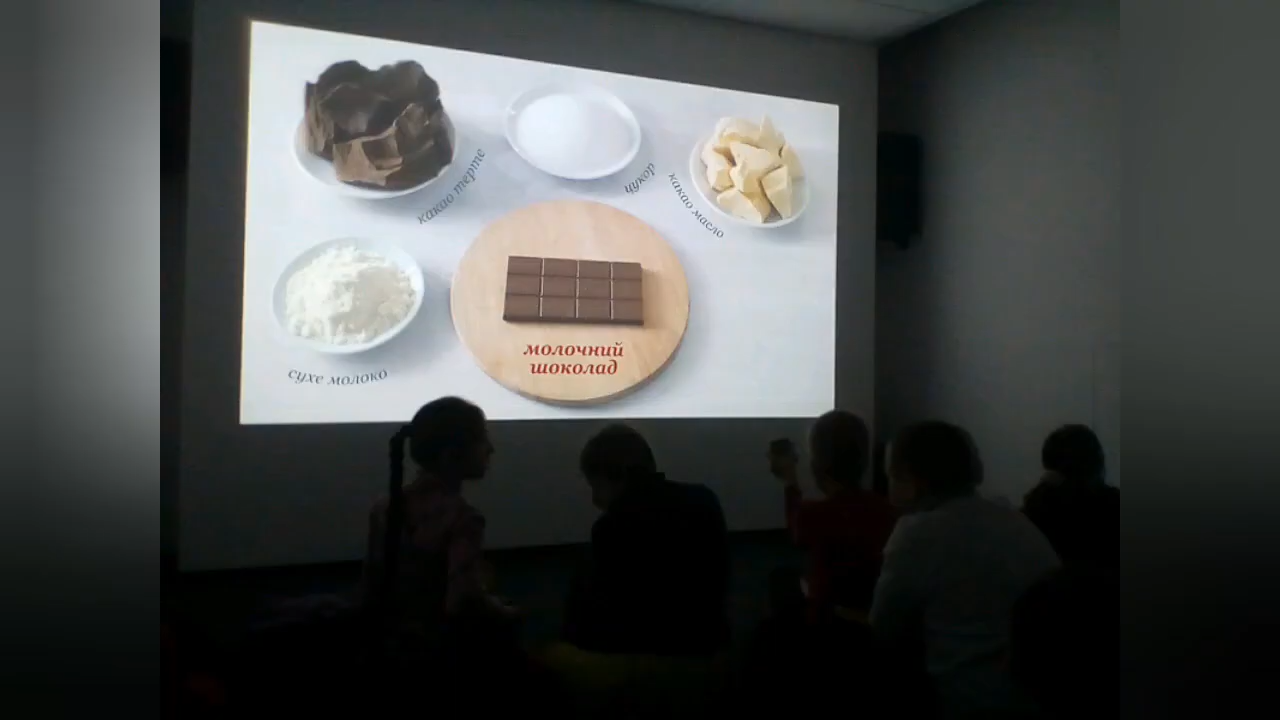 какао терте
цукор
какао масло
сухе молоко
молочний
шоколад